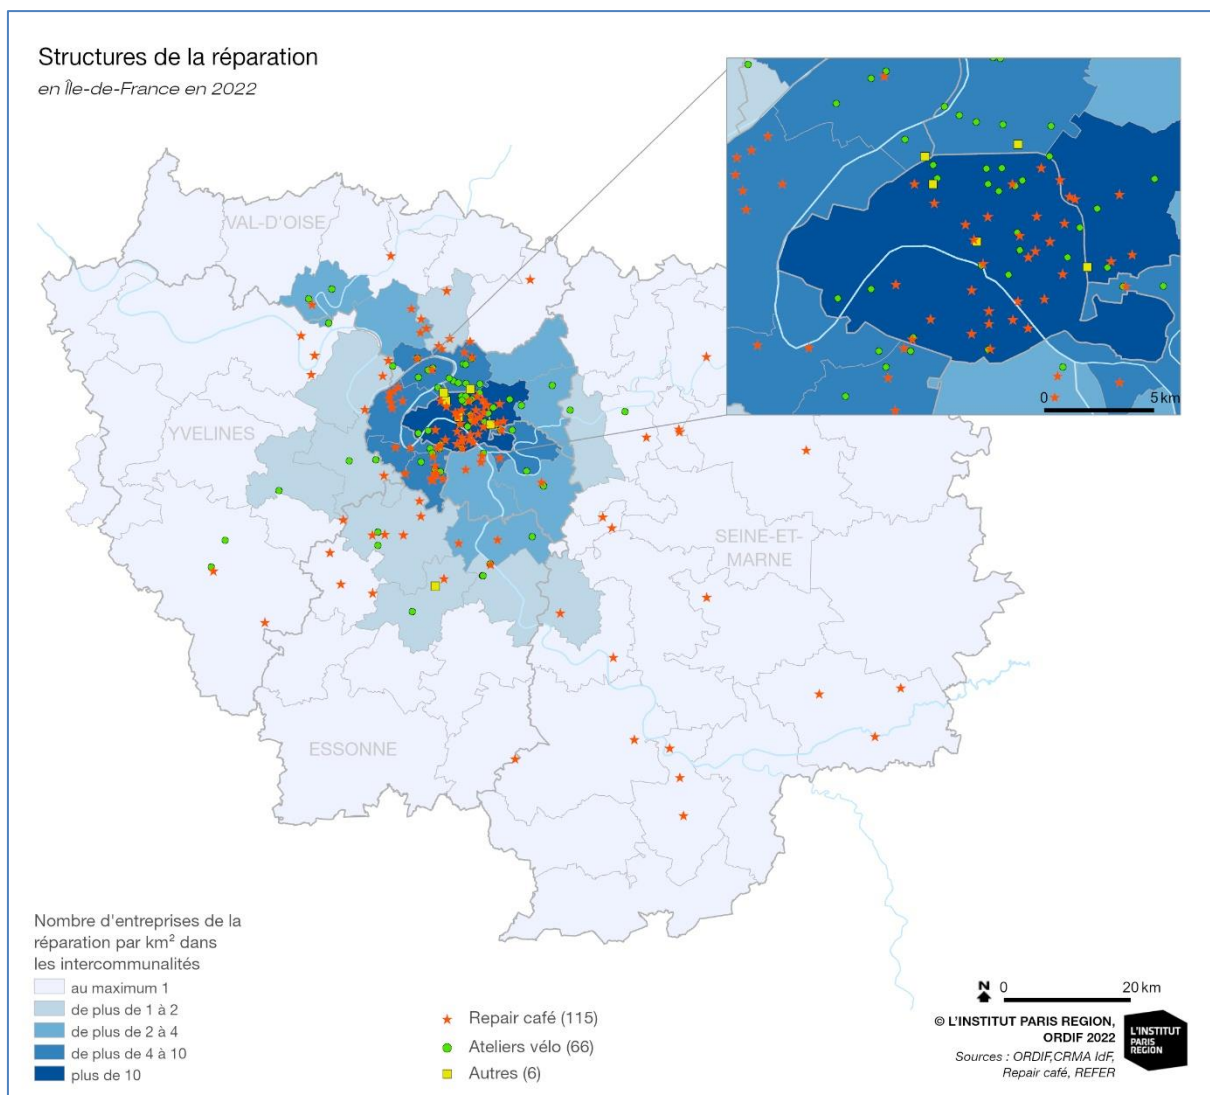 Structures de la réparation
en Île-de-France en 2022
VAL-D'OISE
YVELINES
SEINE-ET-
MARNE
ESSONNE
0 5 km
Nombre d'entreprises de la
réparation par km² dans
les intercommunalités
au maximum 1
de plus de 1 à 2
de plus de 2 à 4
de plus de 4 à 10
plus de 10
Repair café (115)
Ateliers vélo (66)
Autres (6)
N 0 20 km
© L'INSTITUT PARIS REGION,
ORDIF 2022
Sources : ORDIF,CRMA IdF,
Repair café, REFER
L'INSTITUT
PARIS
REGION